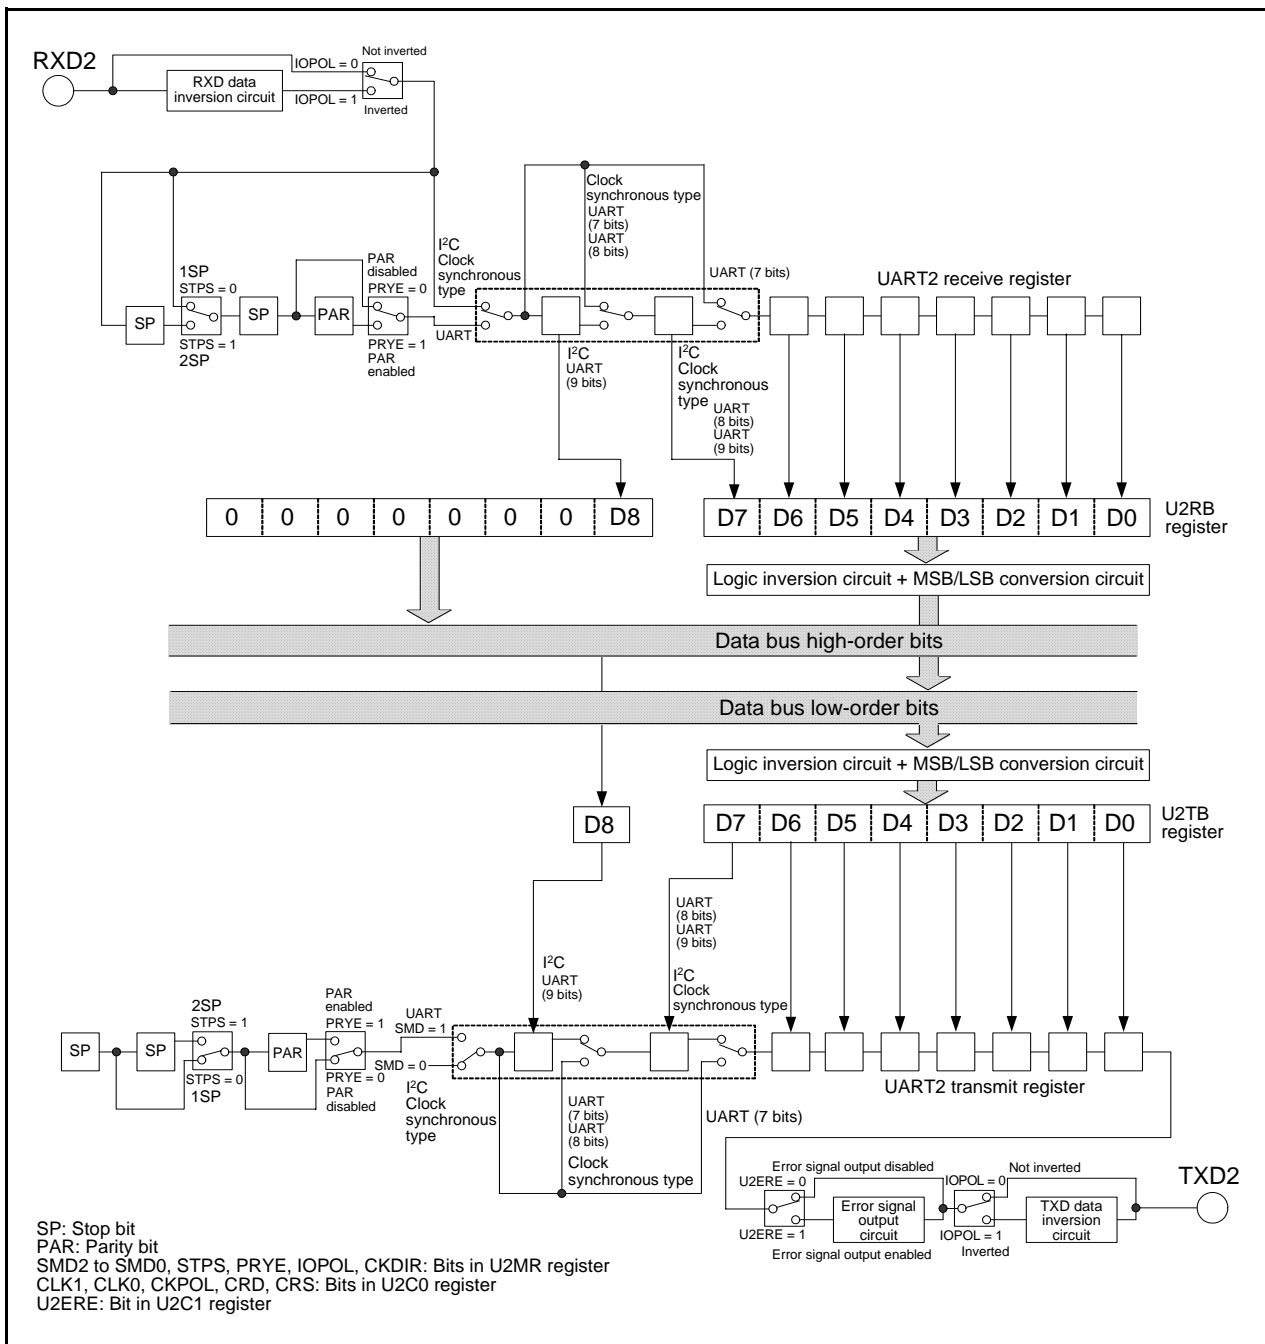 RXD2
Not inverted
IOPOL = 0
RXD data
inversion circuit
IOPOL = 1
Inverted
Clock
synchronous type
UART
(7 bits)
UART
(8 bits)
I²C
Clock
synchronous
type
PAR
disabled
PRYE = 0
1SP
STPS = 0
UART (7 bits)
UART2 receive register
SP
SP
PAR
UART
STPS = 1
2SP
PRYE = 1
PAR
enabled
I²C
UART
(9 bits)
I²C
Clock
synchronous
type
UART
(8 bits)
UART
(9 bits)
0 0 0 0 0 0 0 D8
D7 D6 D5 D4 D3 D2 D1 D0
U2RB
register
Logic inversion circuit + MSB/LSB conversion circuit
Data bus high-order bits
Data bus low-order bits
Logic inversion circuit + MSB/LSB conversion circuit
D8
D7 D6 D5 D4 D3 D2 D1 D0
U2TB
register
UART
(8 bits)
UART
(9 bits)
I²C
UART
(9 bits)
I²C
Clock
synchronous type
2SP
STPS = 1
PAR
enabled
PRYE = 1
UART
SMD = 1
SP
SP
PAR
SMD = 0
STPS = 0
1SP
PRYE = 0
PAR
disabled
I²C
Clock
synchronous
type
UART
(7 bits)
UART
(8 bits)
Clock
synchronous type
UART (7 bits)
UART2 transmit register
Error signal output disabled
U2ERE = 0
IOPOL = 0
Not inverted
TXD2
Error signal
output
circuit
TXD data
inversion
circuit
U2ERE = 1
Error signal output enabled
IOPOL = 1
Inverted
SP: Stop bit
PAR: Parity bit
SMD2 to SMD0, STPS, PRYE, IOPOL, CKDIR: Bits in U2MR register
CLK1, CLK0, CKPOL, CRD, CRS: Bits in U2C0 register
U2ERE: Bit in U2C1 register